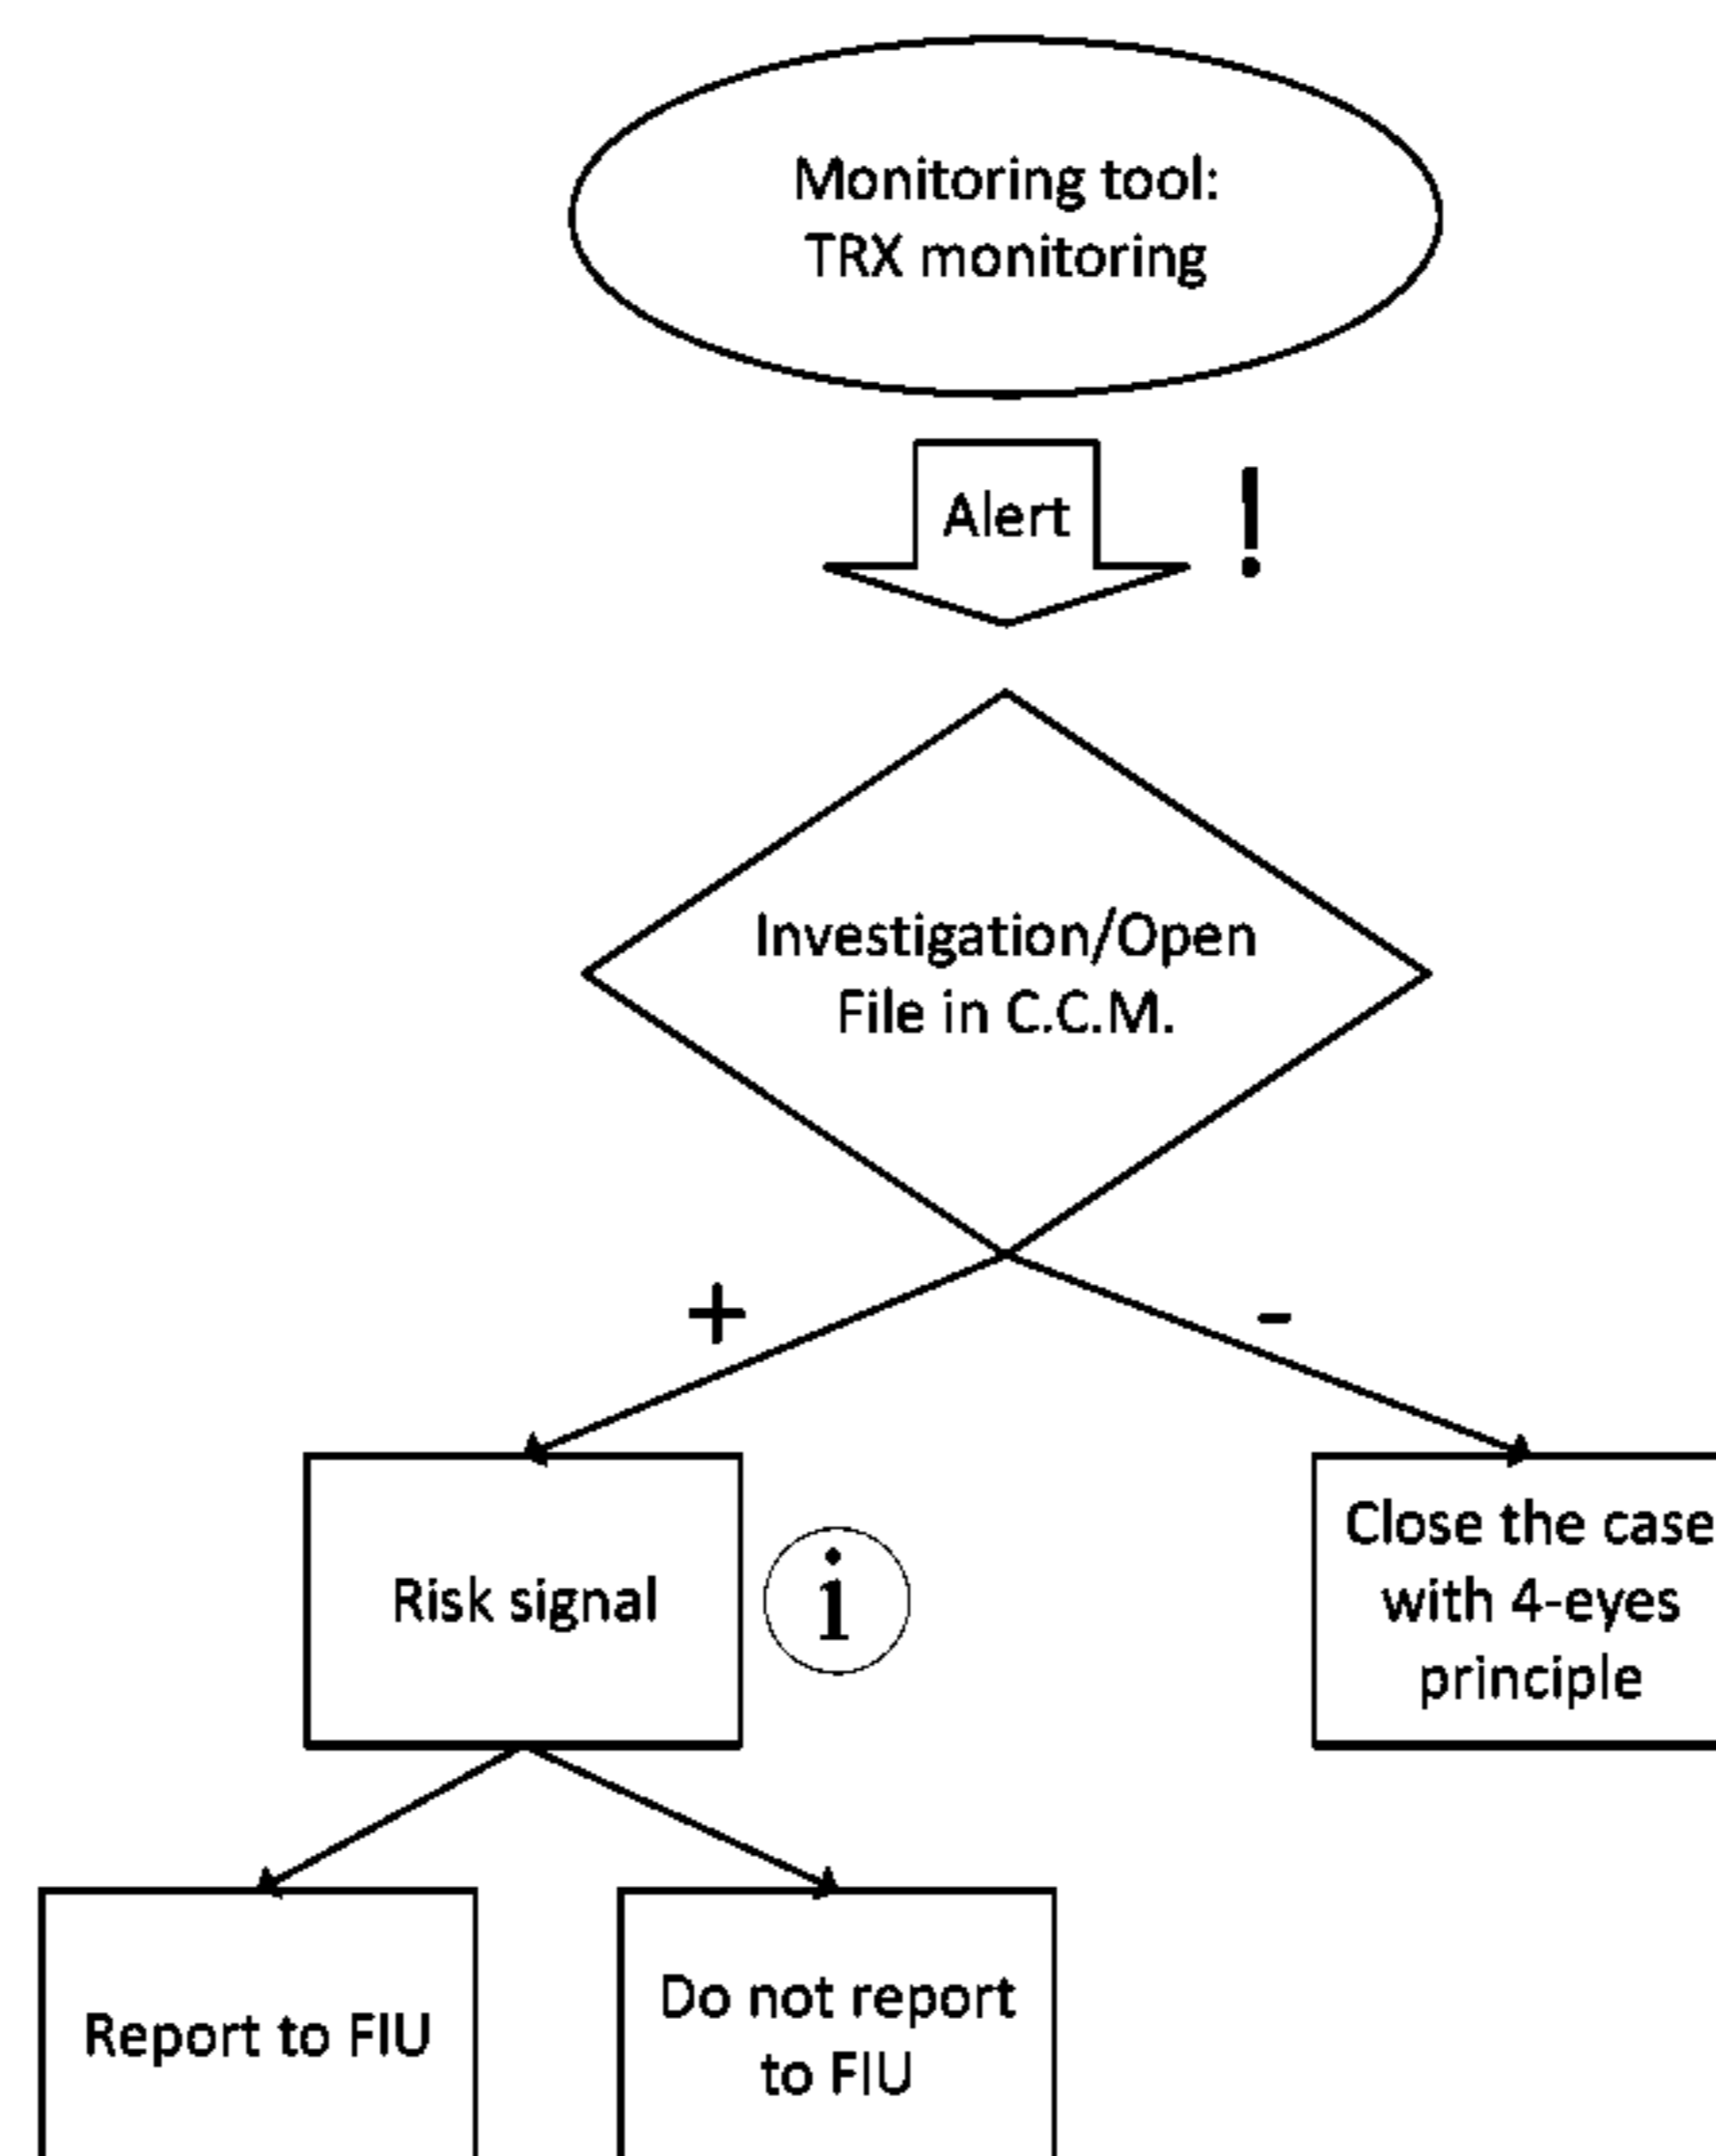 Monitoring tool:
TRX monitoring
Alert
!
Investigation/Open
File in C.C.M.
+
-
Risk signal
i
Close the case
with 4-eyes
principle
Report to FIU
Do not report
to FIU